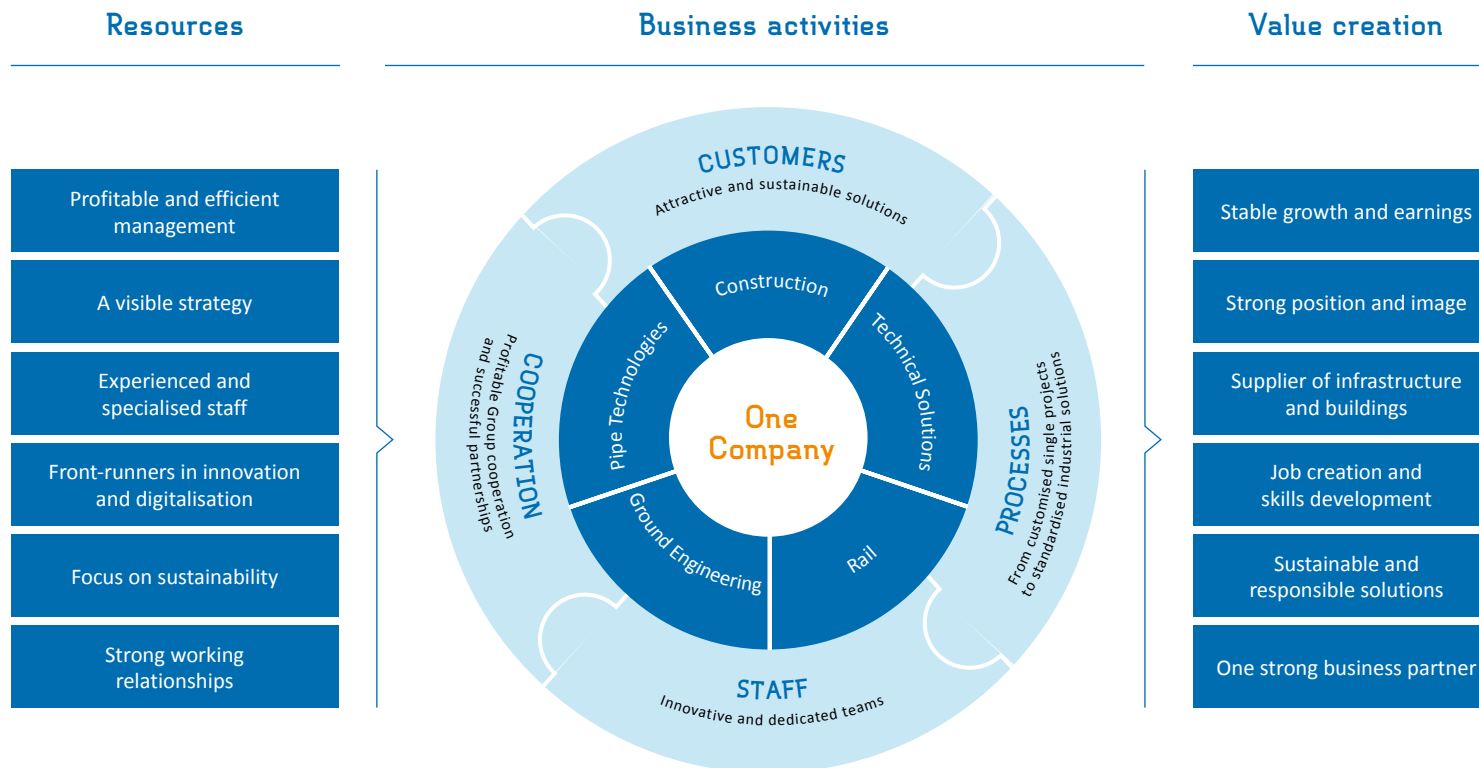 Resources
Business activities
Value creation
Profitable and efficient
management
A visible strategy
Experienced and
specialised staff
Front-runners in innovation
and digitalisation
Focus on sustainability
Strong working
relationships
CUSTOMERS
Attractive and sustainable solutions
COOPERATION
Profitable Group cooperation
and successful partnerships
PROCESSES
From customised single projects
to standardised industrial solutions
STAFF
Innovative and dedicated teams
Construction
Technical Solutions
Rail
Ground Engineering
Pipe Technologies
One
Company
Stable growth and earnings
Strong position and image
Supplier of infrastructure
and buildings
Job creation and
skills development
Sustainable and
responsible solutions
One strong business partner